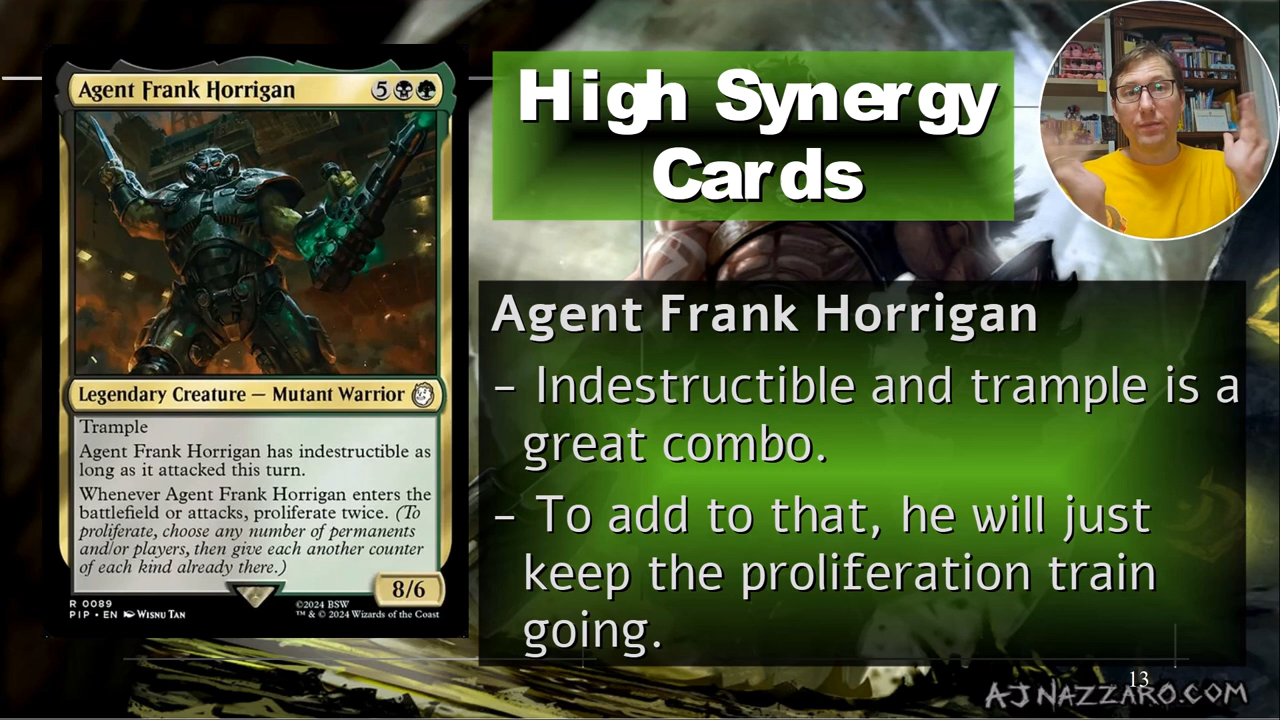 Agent Frank Horrigan 5
Legendary Creature — Mutant Warrior
Trample
Agent Frank Horrigan has indestructible as
long as it attacked this turn.
Whenever Agent Frank Horrigan enters the
battlefield or attacks, proliferate twice. (To
proliferate, choose any number of permanents
and/or players, then give each another counter
of each kind already there.)
8/6
R 0089
PIP • EN Wisnu Tan
©2024 BSW
™ & © 2024 Wizards of the Coast
High Synergy
Cards
Agent Frank Horrigan
– Indestructible and trample is a
great combo.
– To add to that, he will just
keep the proliferation train
going.
13
AJNAZZARO.COM